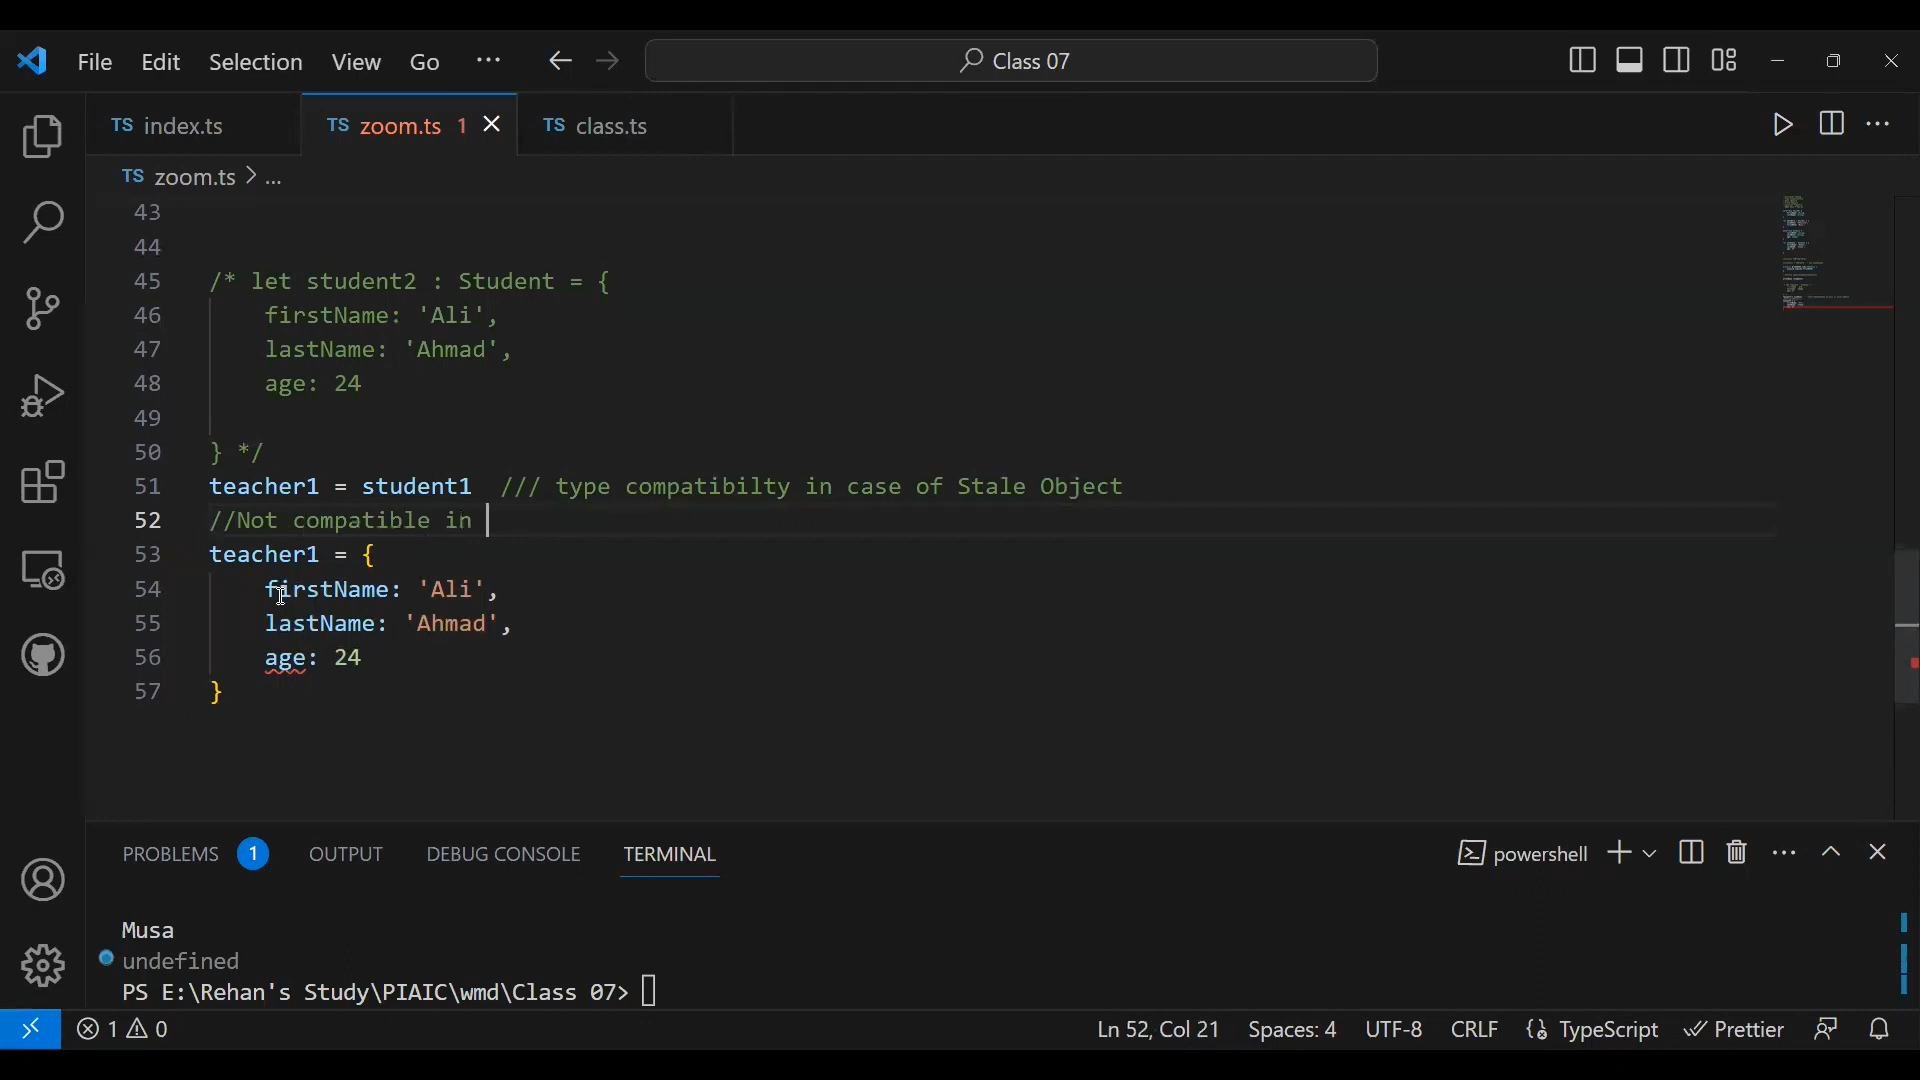 File Edit Selection View Go ··· Class 07
TS index.ts TS zoom.ts 1 TS class.ts
TS zoom.ts > ...
43
44
45 /* let student2 : Student = {
46 firstName: 'Ali',
47 lastName: 'Ahmad',
48 age: 24
49
50 } */
51 teacher1 = student1 /// type compatibilty in case of Stale Object
52 //Not compatible in
53 teacher1 = {
54 firstName: 'Ali',
55 lastName: 'Ahmad',
56 age: 24
57 }
PROBLEMS 1 OUTPUT DEBUG CONSOLE TERMINAL powershell
Musa
undefined
PS E:\Rehan's Study\PIAIC\wmd\Class 07>
1 0 Ln 52, Col 21 Spaces: 4 UTF-8 CRLF {} TypeScript Prettier